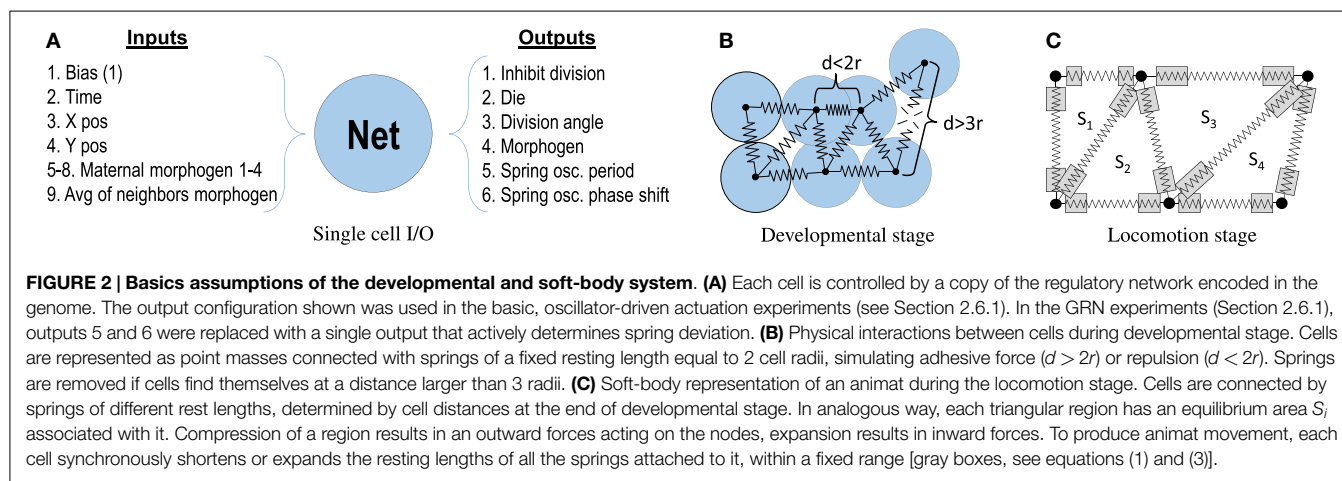 A
Inputs
1. Bias (1)
2. Time
3. X pos
4. Y pos
5-8. Maternal morphogen 1-4
9. Avg of neighbors morphogen
Net
Single cell I/O
Outputs
1. Inhibit division
2. Die
3. Division angle
4. Morphogen
5. Spring osc. period
6. Spring osc. phase shift
B
d<2r
d>3r
Developmental stage
C
S1
S2
S3
S4
Locomotion stage
FIGURE 2 | Basics assumptions of the developmental and soft-body system. (A) Each cell is controlled by a copy of the regulatory network encoded in the
genome. The output configuration shown was used in the basic, oscillator-driven actuation experiments (see Section 2.6.1). In the GRN experiments (Section 2.6.1),
outputs 5 and 6 were replaced with a single output that actively determines spring deviation. (B) Physical interactions between cells during developmental stage. Cells
are represented as point masses connected with springs of a fixed resting length equal to 2 cell radii, simulating adhesive force (d > 2r) or repulsion (d < 2r). Springs
are removed if cells find themselves at a distance larger than 3 radii. (C) Soft-body representation of an animat during the locomotion stage. Cells are connected by
springs of different rest lengths, determined by cell distances at the end of developmental stage. In analogous way, each triangular region has an equilibrium area Si
associated with it. Compression of a region results in an outward forces acting on the nodes, expansion results in inward forces. To produce animat movement, each
cell synchronously shortens or expands the resting lengths of all the springs attached to it, within a fixed range [gray boxes, see equations (1) and (3)].